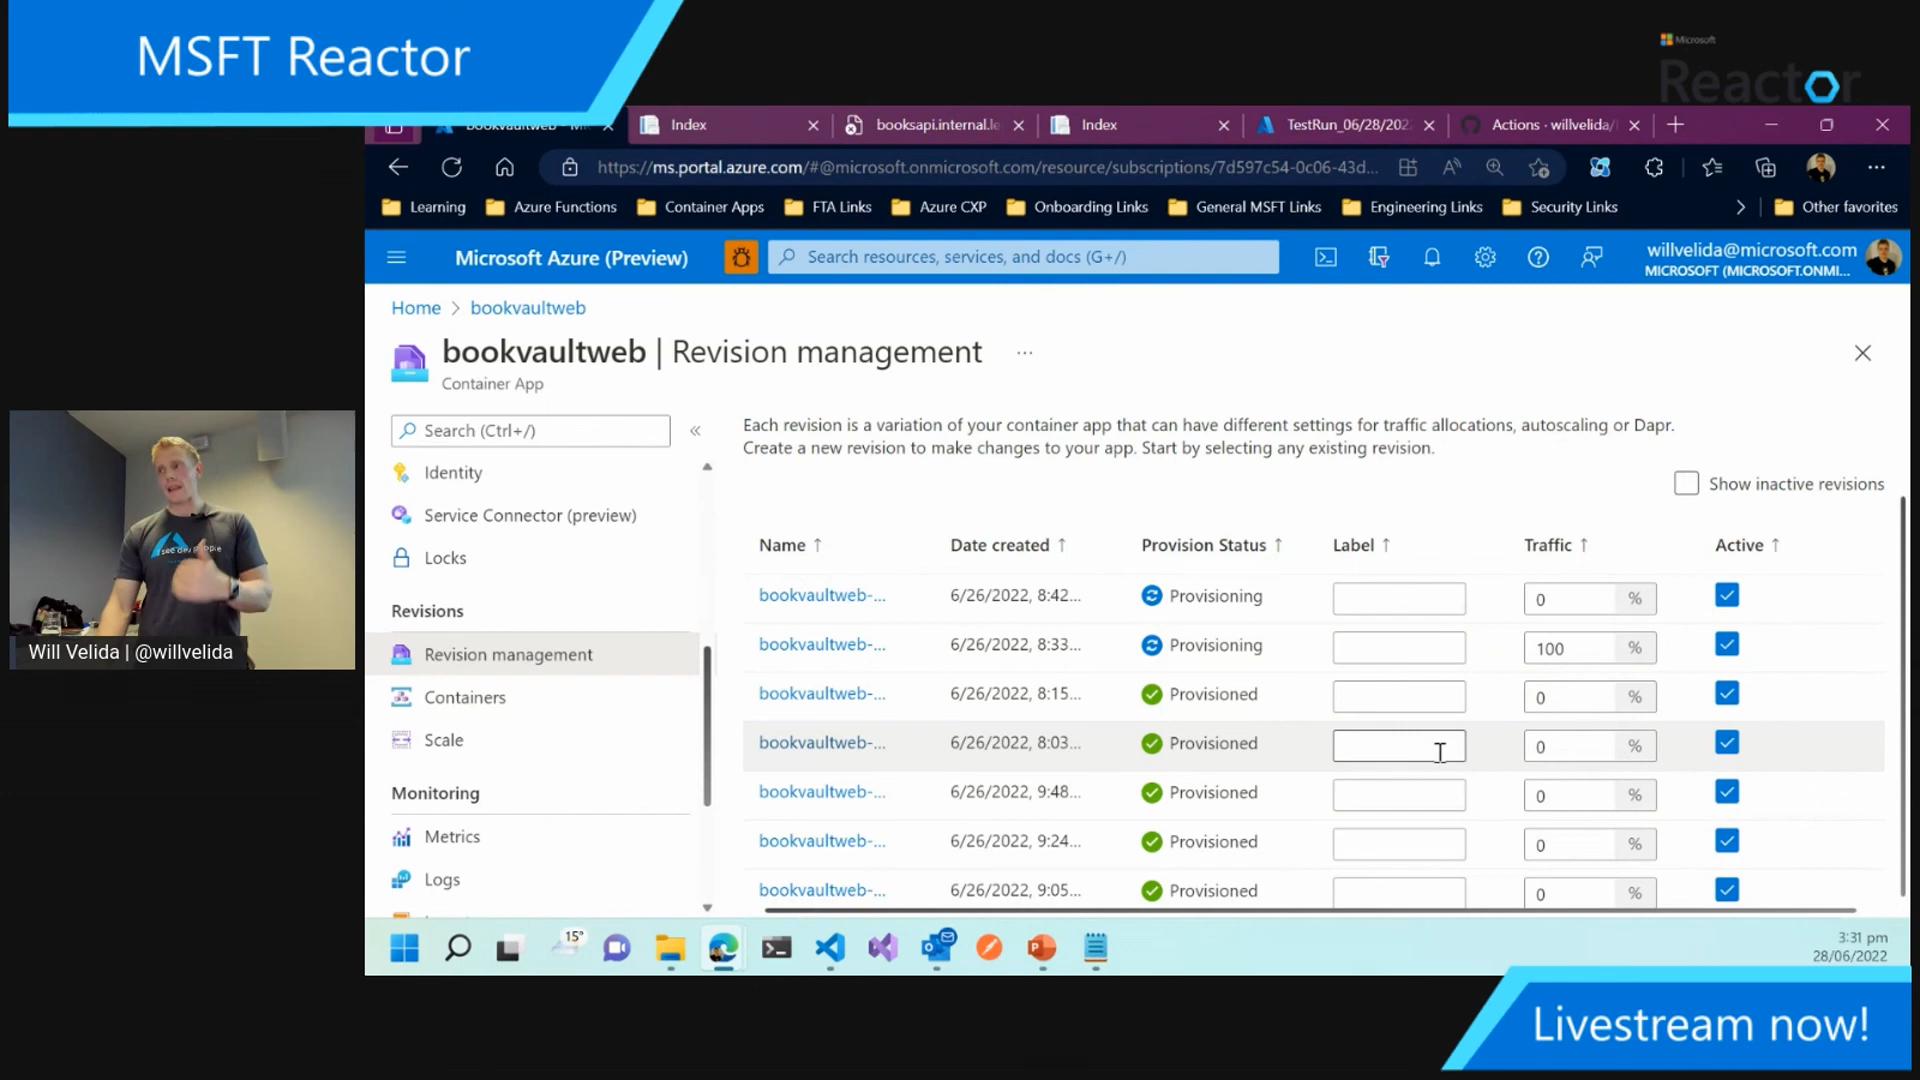 MSFT Reactor
Microsoft
Reactor
bookvaultweb - Mi
Index
booksapi.internal.le
Index
TestRun_06/28/202
Actions · willvelida/
https://ms.portal.azure.com/#@microsoft.onmicrosoft.com/resource/subscriptions/7d597c54-0c06-43d...
Learning
Azure Functions
Container Apps
FTA Links
Azure CXP
Onboarding Links
General MSFT Links
Engineering Links
Security Links
Other favorites
Microsoft Azure (Preview)
Search resources, services, and docs (G+/)
willvelida@microsoft.com
MICROSOFT (MICROSOFT.ONMI...
Home > bookvaultweb
bookvaultweb | Revision management ...
Container App
Search (Ctrl+/)
Identity
Service Connector (preview)
Locks
Revisions
Revision management
Containers
Scale
Monitoring
Metrics
Logs
Each revision is a variation of your container app that can have different settings for traffic allocations, autoscaling or Dapr.
Create a new revision to make changes to your app. Start by selecting any existing revision.
Show inactive revisions
Name ↑ Date created ↑ Provision Status ↑ Label ↑ Traffic ↑ Active ↑
bookvaultweb-... 6/26/2022, 8:42... Provisioning 0 %
bookvaultweb-... 6/26/2022, 8:33... Provisioning 100 %
bookvaultweb-... 6/26/2022, 8:15... Provisioned 0 %
bookvaultweb-... 6/26/2022, 8:03... Provisioned 0 %
bookvaultweb-... 6/26/2022, 9:48... Provisioned 0 %
bookvaultweb-... 6/26/2022, 9:24... Provisioned 0 %
bookvaultweb-... 6/26/2022, 9:05... Provisioned 0 %
Will Velida | @willvelida
15°
3:31 pm
28/06/2022
Livestream now!